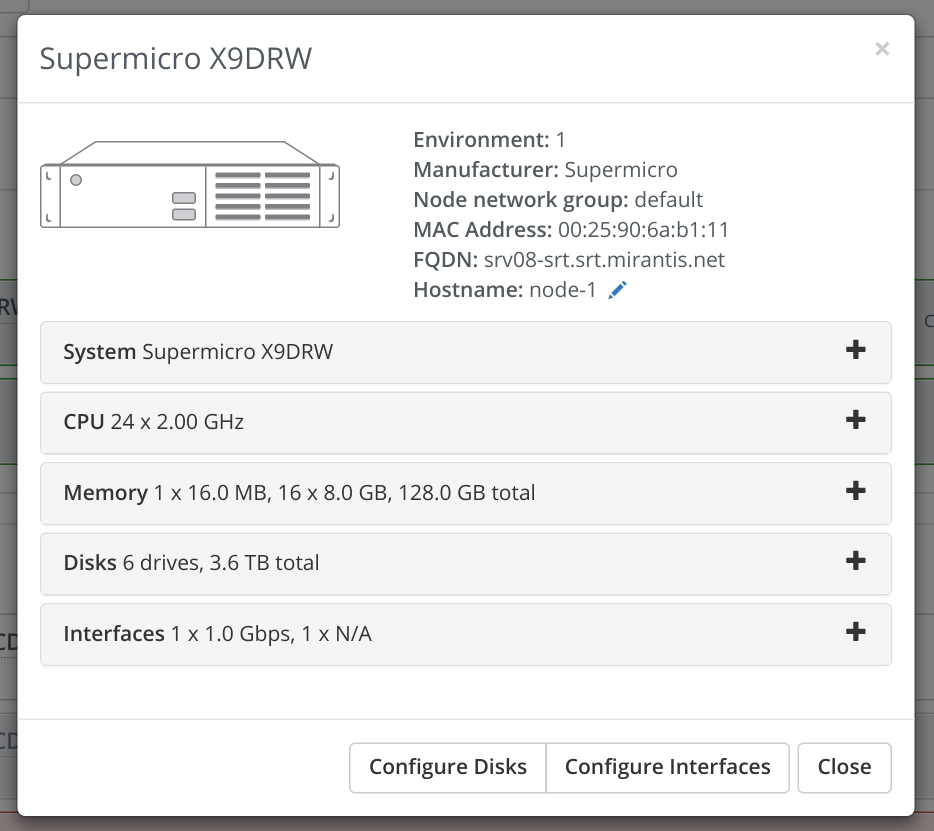 Supermicro X9DRW
×
Environment: 1
Manufacturer: Supermicro
Node network group: default
MAC Address: 00:25:90:6a:b1:11
FQDN: srv08-srt.srt.mirantis.net
Hostname: node-1
System Supermicro X9DRW
CPU 24 x 2.00 GHz
Memory 1 x 16.0 MB, 16 x 8.0 GB, 128.0 GB total
Disks 6 drives, 3.6 TB total
Interfaces 1 x 1.0 Gbps, 1 x N/A
Configure Disks
Configure Interfaces
Close